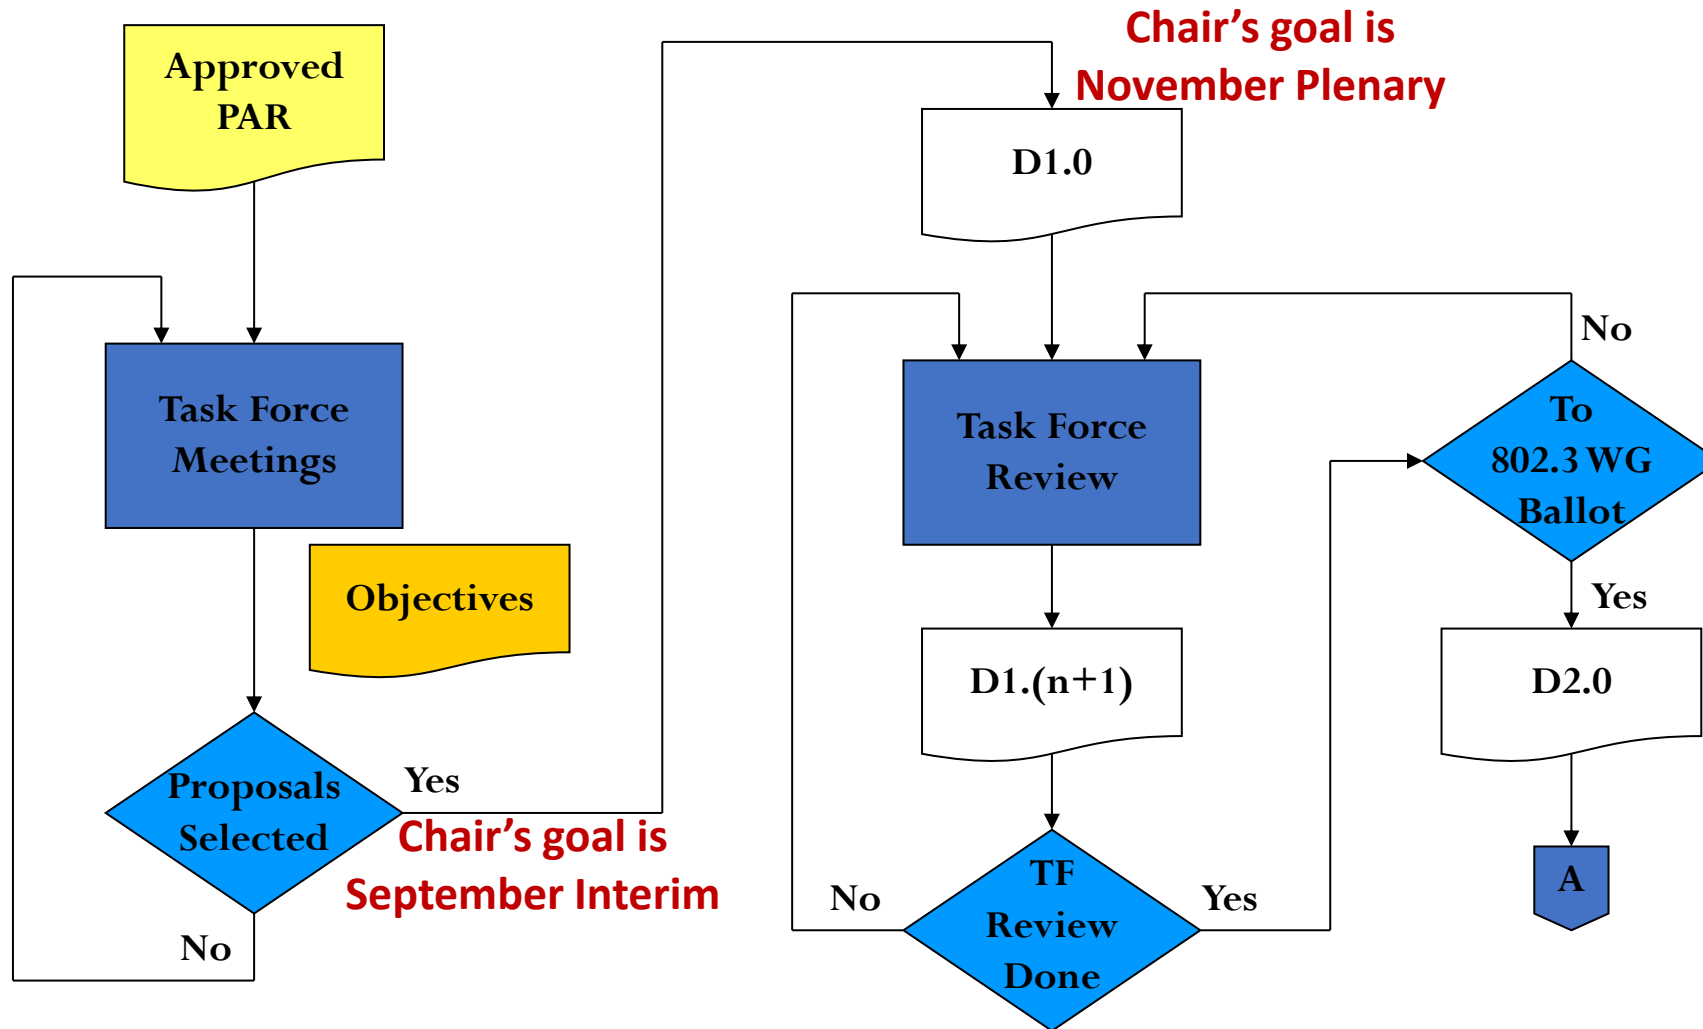 Approved
PAR
Task Force
Meetings
Objectives
Proposals
Selected
Yes
No
Chair’s goal is
September Interim
Chair’s goal is
November Plenary
D1.0
Task Force
Review
D1.(n+1)
TF
Review
Done
No
Yes
To
802.3 WG
Ballot
No
Yes
D2.0
A